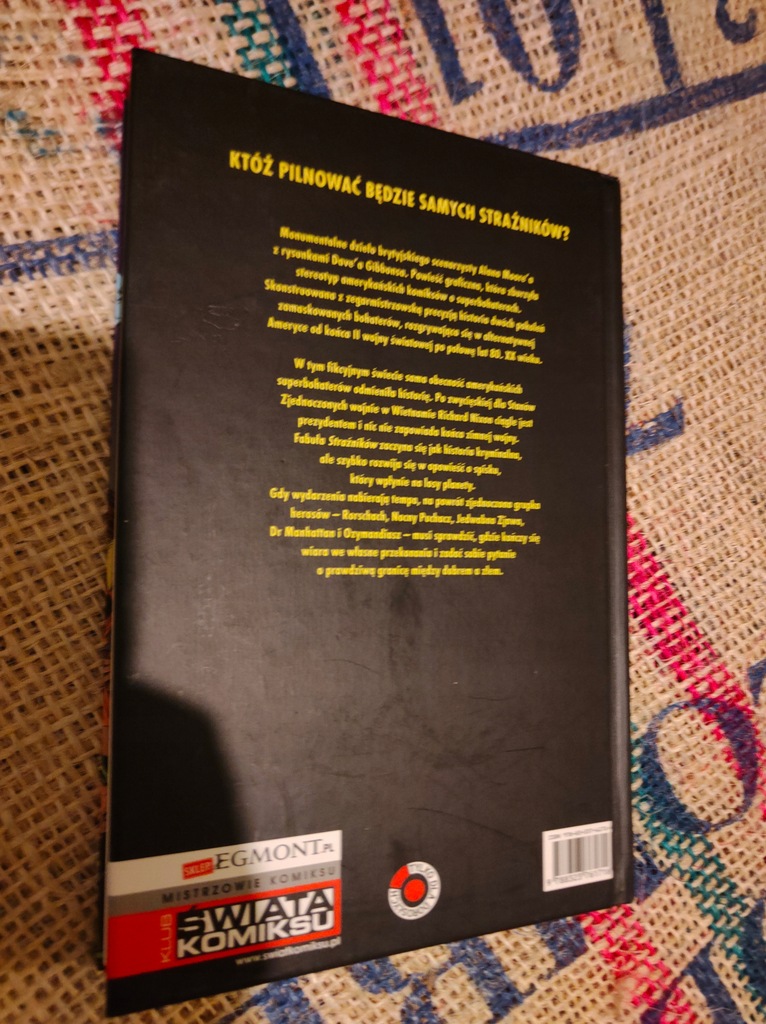 KTÓŻ PILNOWAĆ BĘDZIE SAMYCH STRAŻNIKÓW?
Monumentalne dzieło brytyjskiego scenarzysty Alana Moore'a
z rysunkami Dave'a Gibbonsa. Powieść graficzna, która zburzyła
stereotyp amerykańskich komiksów o superbohaterach.
Skonstruowana z zegarmistrzowską precyzją historia dwóch pokoleń
zamaskowanych bohaterów, rozgrywająca się w alternatywnej
Ameryce od końca II wojny światowej po połowę lat 80. XX wieku.
W tym fikcyjnym świecie sama obecność amerykańskich
superbohaterów odmieniła historię. Po zwycięskiej dla Stanów
Zjednoczonych wojnie w Wietnamie Richard Nixon ciągle jest
prezydentem i nic nie zapowiada końca zimnej wojny.
Fabuła Strażników zaczyna się jak historia kryminalna,
ale szybko rozwija się w opowieść o spisku,
który wpłynie na losy planety.
Gdy wydarzenia nabierają tempa, na powrót zjednoczona grupka
herosów – Rorschach, Nocny Puchacz, Jedwabna Zjawa,
Dr Manhattan i Ozymandiasz – musi sprawdzić, gdzie kończy się
wiara we własne przekonania i zadać sobie pytanie
o prawdziwą granicę między dobrem a złem.
SKLEP EGMONT.PL
MISTRZOWIE KOMIKSU
KLUB ŚWIATA
KOMIKSU
www.swiatkomiksu.pl
TYLKO DLA DOROSŁYCH
ISBN